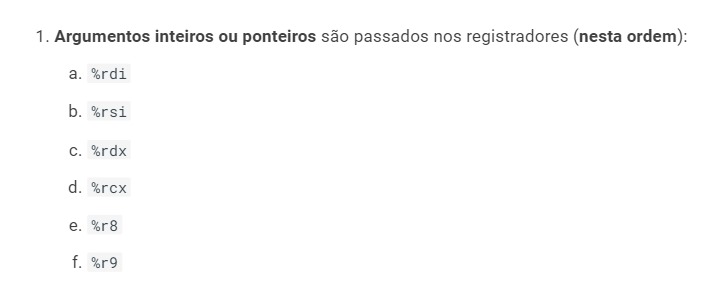 1. Argumentos inteiros ou ponteiros são passados nos registradores (nesta ordem):
a. %rdi
b. %rsi
c. %rdx
d. %rcx
e. %r8
f. %r9